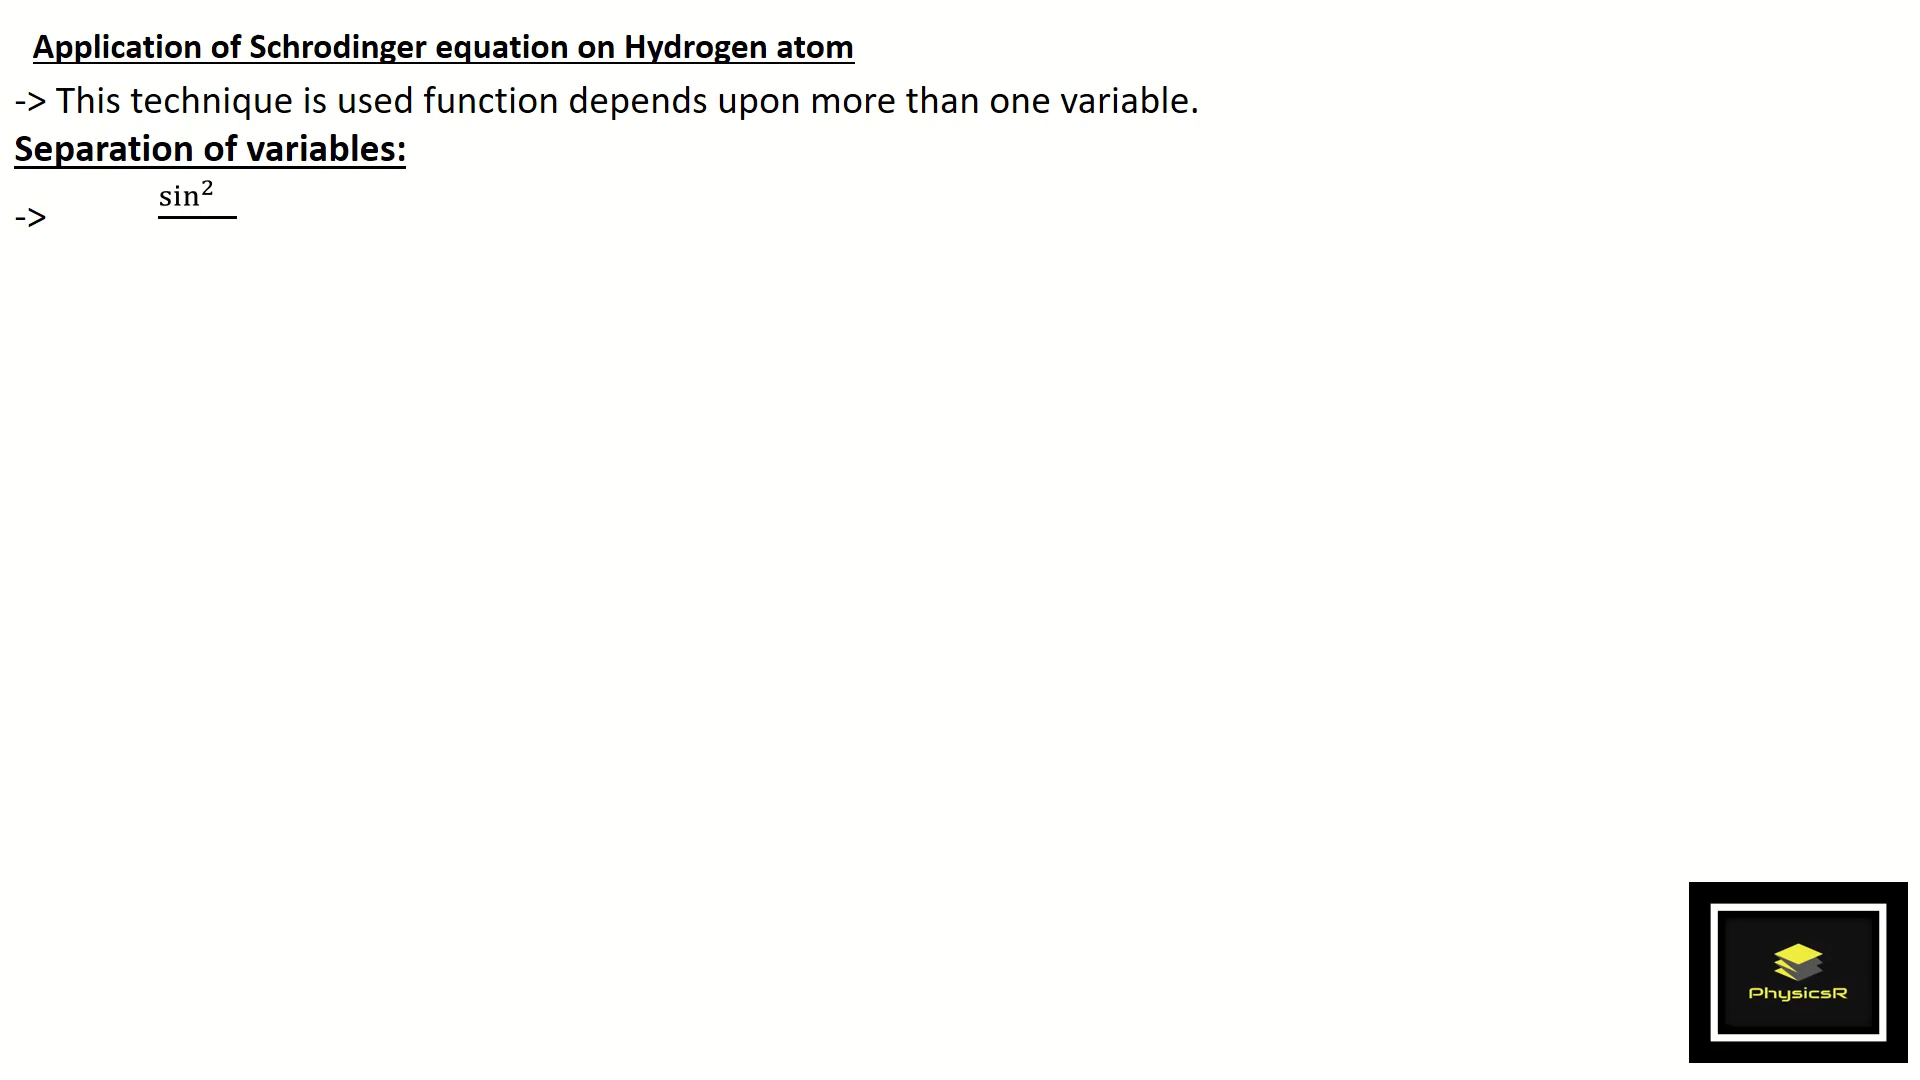 Application of Schrodinger equation on Hydrogen atom
-> This technique is used function depends upon more than one variable.
Separation of variables:
-> sin²
PhysicsR